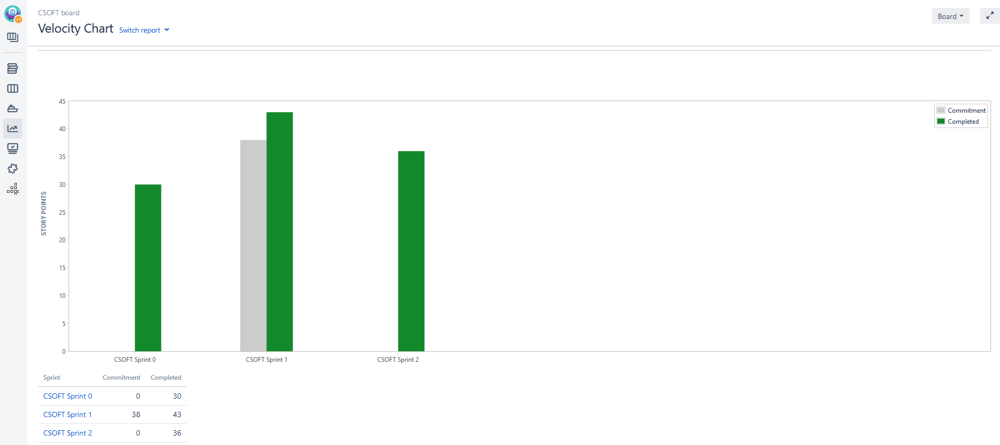 CSOFT board
Velocity Chart Switch report
Board
45
40
35
30
25
20
15
10
5
0
STORY POINTS
Commitment
Completed
CSOFT Sprint 0 CSOFT Sprint 1 CSOFT Sprint 2
Sprint Commitment Completed
CSOFT Sprint 0 0 30
CSOFT Sprint 1 38 43
CSOFT Sprint 2 0 36